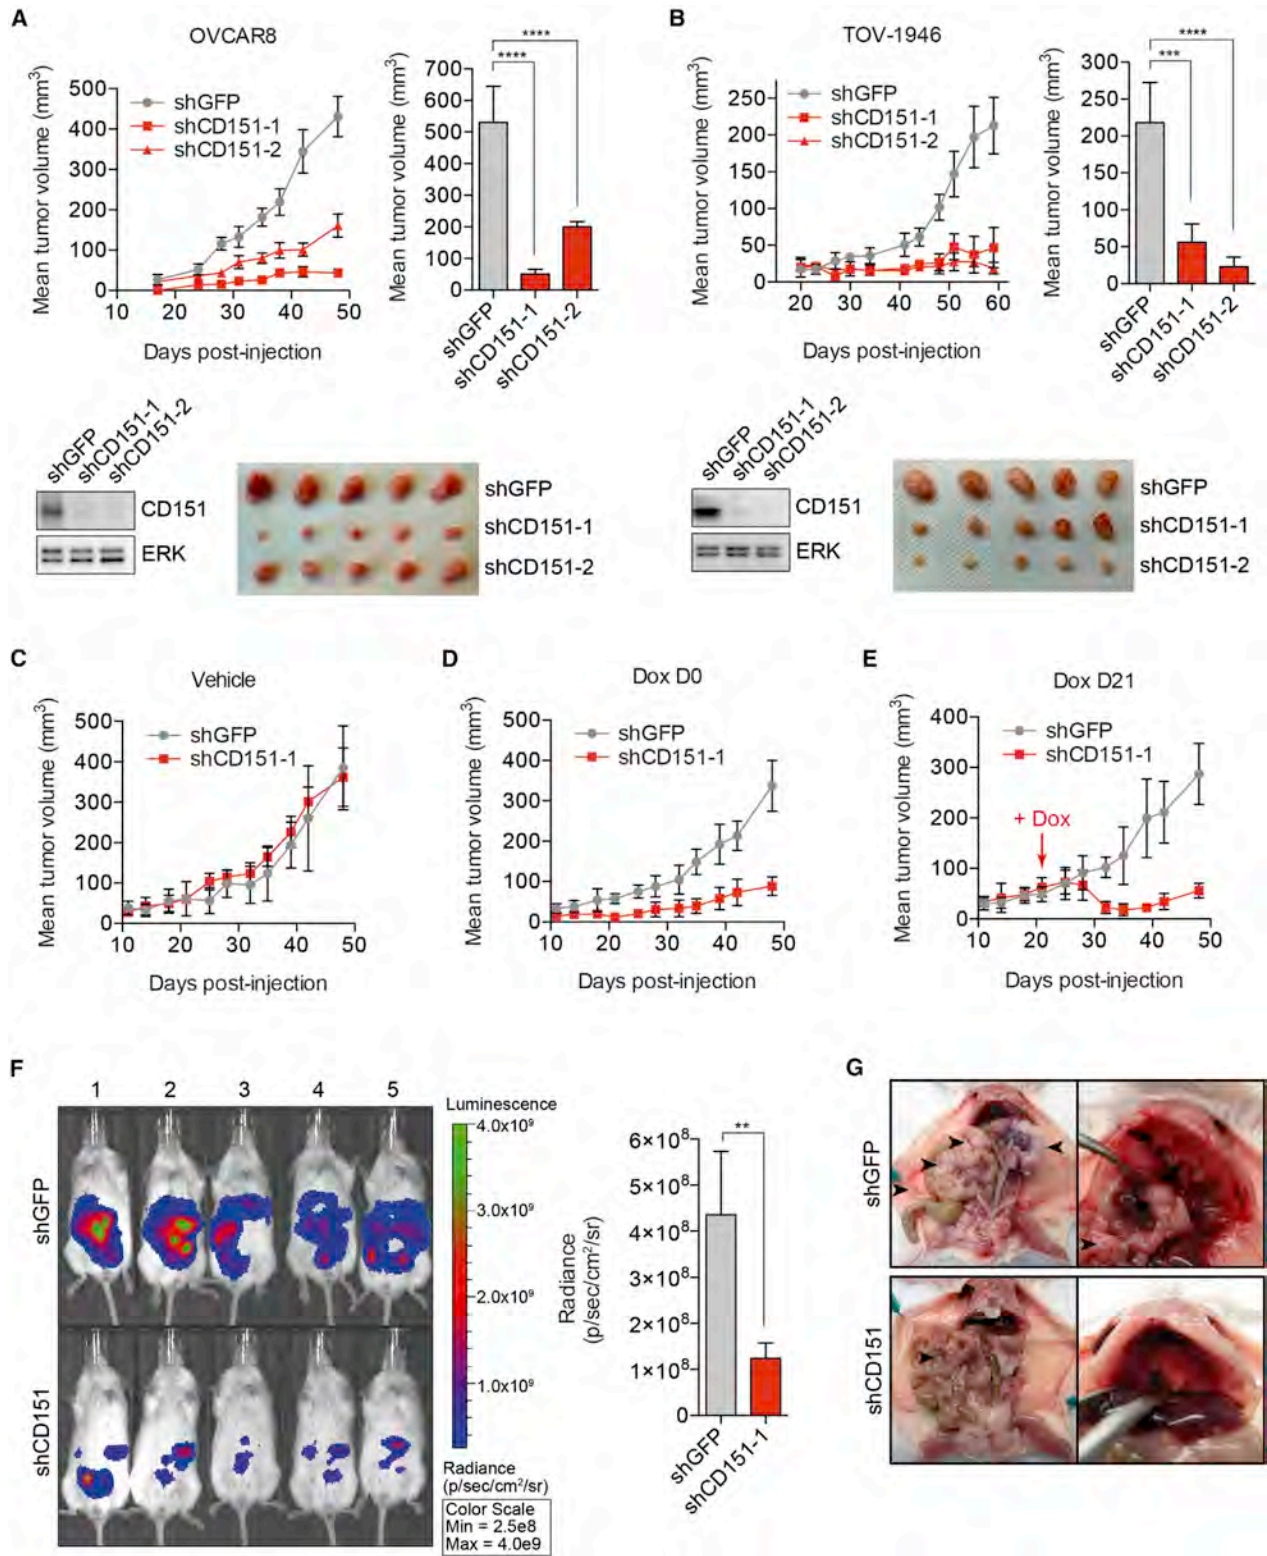 A
OVCAR8
Mean tumor volume (mm³)
500
400
300
200
100
0
10
20
30
40
50
Days post-injection
shGFP
shCD151-1
shCD151-2
Mean tumor volume (mm³)
700
600
500
400
300
200
100
0
****
****
shGFP
shCD151-1
shCD151-2
shGFP
shCD151-1
shCD151-2
CD151
ERK
shGFP
shCD151-1
shCD151-2
B
TOV-1946
Mean tumor volume (mm³)
250
200
150
100
50
0
20
30
40
50
60
Days post-injection
shGFP
shCD151-1
shCD151-2
Mean tumor volume (mm³)
300
250
200
150
100
50
0
****
***
shGFP
shCD151-1
shCD151-2
shGFP
shCD151-1
shCD151-2
CD151
ERK
shGFP
shCD151-1
shCD151-2
C
Vehicle
Mean tumor volume (mm³)
500
400
300
200
100
0
10
20
30
40
50
Days post-injection
shGFP
shCD151-1
D
Dox D0
Mean tumor volume (mm³)
500
400
300
200
100
0
10
20
30
40
50
Days post-injection
shGFP
shCD151-1
E
Dox D21
Mean tumor volume (mm³)
400
300
200
100
0
10
20
30
40
50
Days post-injection
shGFP
shCD151-1
+ Dox
F
1
2
3
4
5
shGFP
shCD151
Luminescence
4.0x10⁹
3.0x10⁹
2.0x10⁹
1.0x10⁹
Radiance
(p/sec/cm²/sr)
Color Scale
Min = 2.5e8
Max = 4.0e9
Radiance
(p/sec/cm²/sr)
6×10⁸
5×10⁸
4×10⁸
3×10⁸
2×10⁸
1×10⁸
0
**
shGFP
shCD151-1
G
shGFP
shCD151